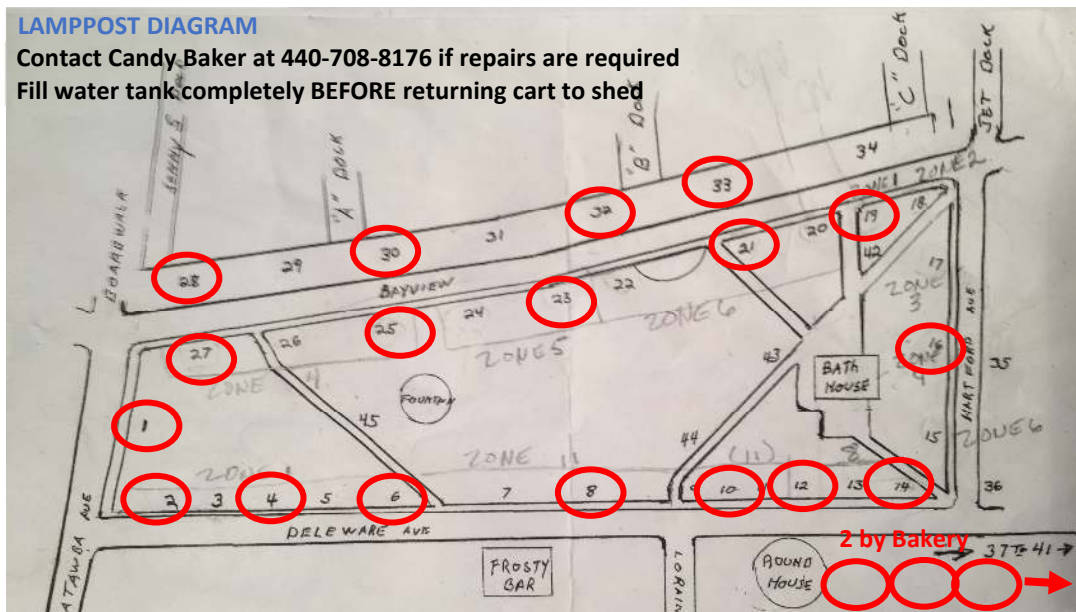 LAMPPOST DIAGRAM
Contact Candy Baker at 440-708-8176 if repairs are required
Fill water tank completely BEFORE returning cart to shed
"A" DOCK
"B" DOCK
"C" DOCK
JET DOCK
BOARDWALK
34
33
32
31
30
29
28
ZONE 1 ZONE 2
BAYVIEW
18
19
20
21
22
23
24
25
26
27
42
17
ZONE 3
ZONE 6
ZONE 5
ZONE 4
16
35
HARTFORD AVE
43
BATH HOUSE
FOUNTAIN
45
44
1
15
ZONE 6
ZONE
ZONE 11
(11)
8
2
3
4
5
6
7
8
10
12
13
14
36
DELEWARE AVE
ATAWBA AVE
FROSTY BAR
LORAIN
ROUND HOUSE
2 by Bakery
37 TO 41